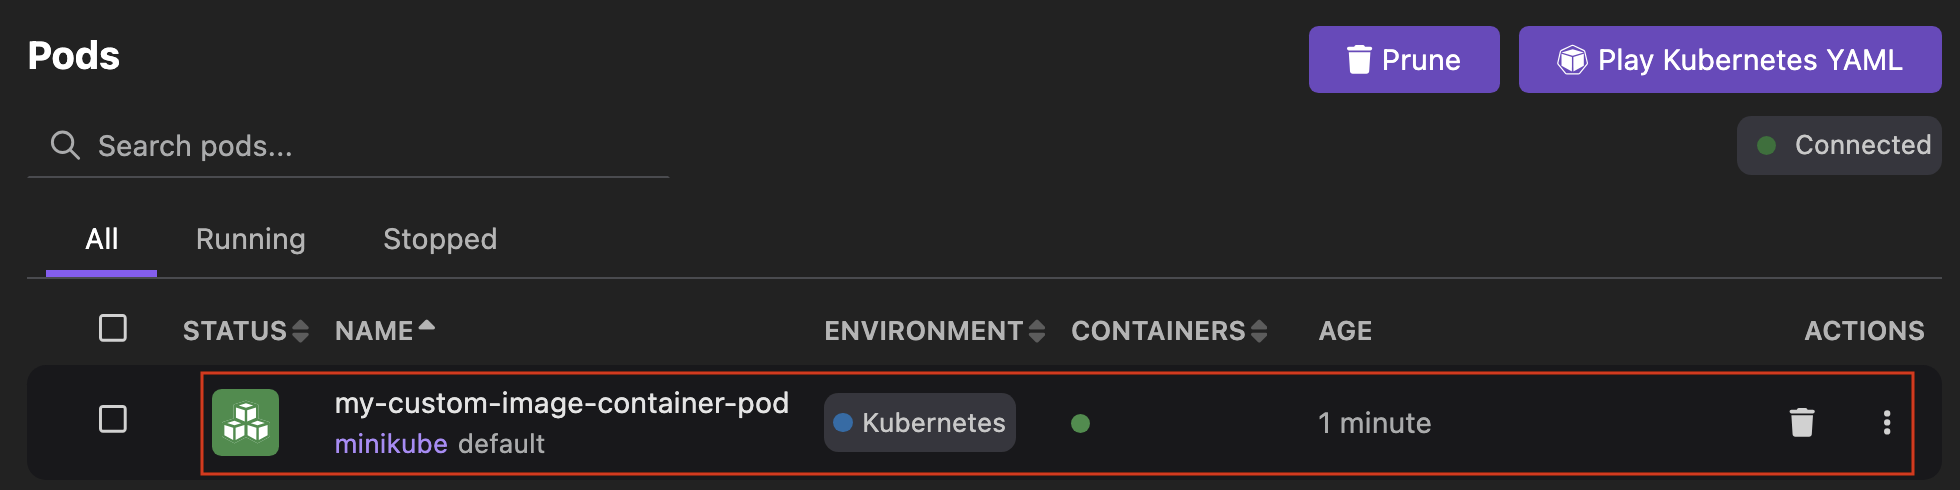 Pods
Prune
Play Kubernetes YAML
Search pods...
Connected
All Running Stopped
STATUS NAME ENVIRONMENT CONTAINERS AGE ACTIONS
my-custom-image-container-pod
minikube default
Kubernetes
1 minute